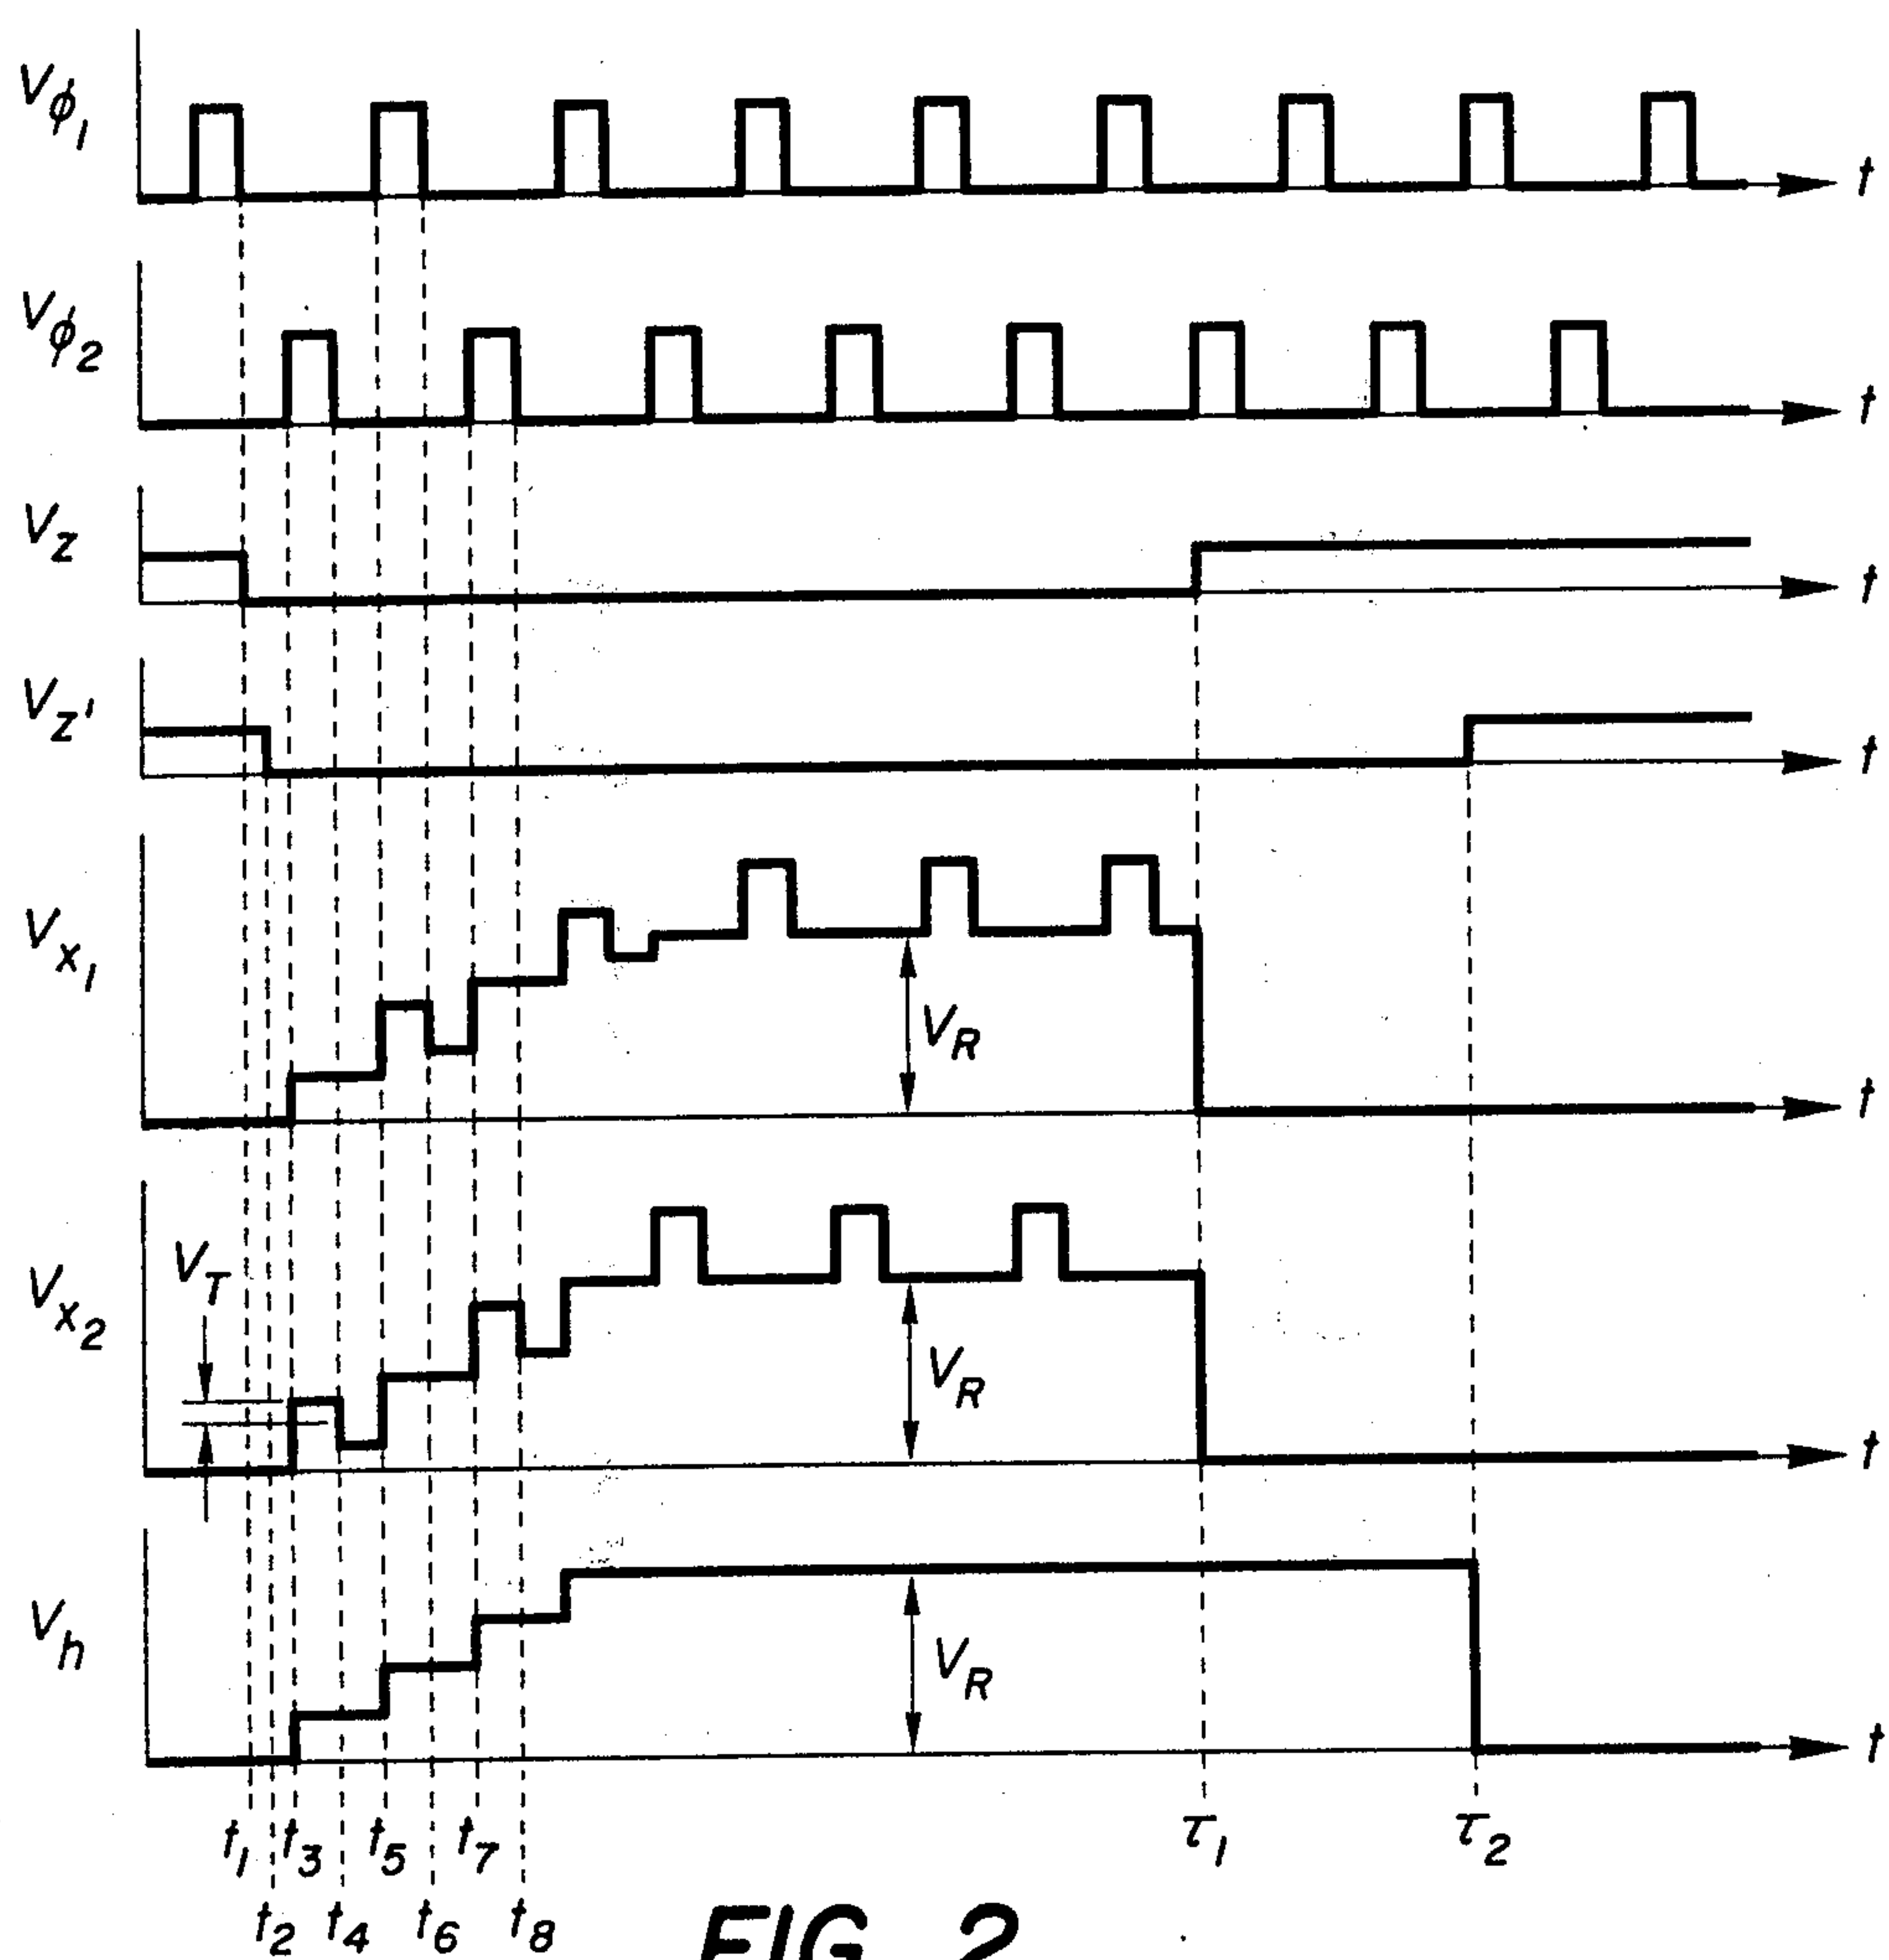 Vφ1
t
Vφ2
t
Vz
t
Vz'
t
Vx1
VR
t
VT
Vx2
VR
t
Vh
VR
t
t1 t3 t5 t7 τ1 τ2
t2 t4 t6 t8
FIG. 2